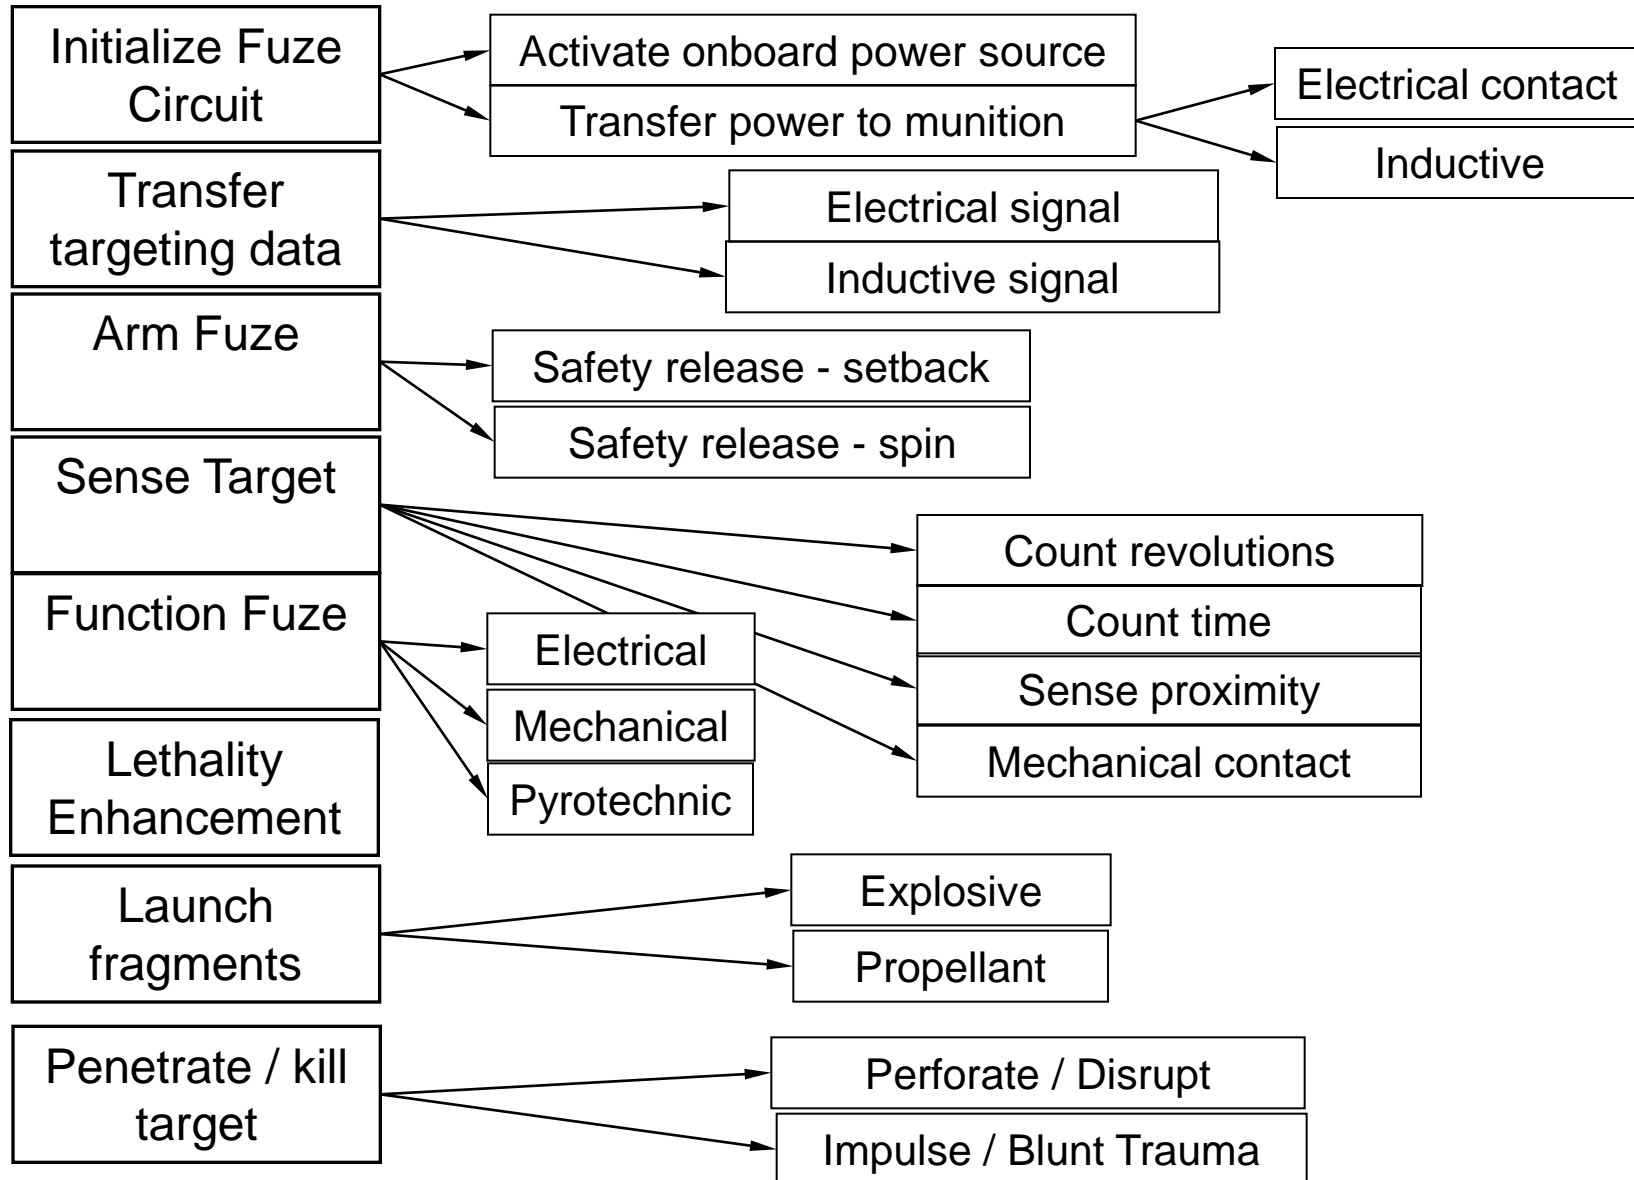 Initialize Fuze
Circuit
Activate onboard power source
Transfer power to munition
Electrical contact
Inductive
Transfer
targeting data
Electrical signal
Inductive signal
Arm Fuze
Safety release - setback
Safety release - spin
Sense Target
Count revolutions
Count time
Sense proximity
Mechanical contact
Function Fuze
Electrical
Mechanical
Pyrotechnic
Lethality
Enhancement
Launch
fragments
Explosive
Propellant
Penetrate / kill
target
Perforate / Disrupt
Impulse / Blunt Trauma